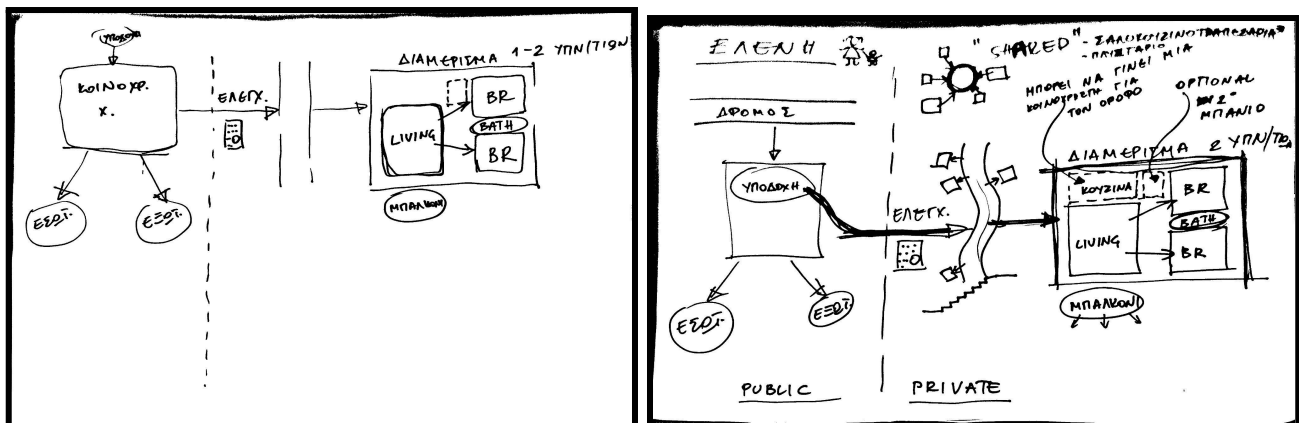 ΥΠΟΔΟΧΗ
ΚΟΙΝΟΧΡ.
Χ.
ΕΣΩΤ.
ΕΞΩΤ.
ΕΛΕΓΧ.
ΔΙΑΜΕΡΙΣΜΑ 1-2 ΥΠΝ/ΤΙΩΝ
LIVING
BR
BATH
BR
ΜΠΑΛΚΟΝΙ
ΕΛΕΝΗ
ΔΡΟΜΟΣ
ΥΠΟΔΟΧΗ
ΕΣΩΤ.
ΕΞΩΤ.
PUBLIC
"SHARED"
- ΣΑΛΟΚΟΥΖΙΝΟΤΡΑΠΕΖΑΡΙΑ
ΜΠΟΡΕΙ ΝΑ ΓΙΝΕΙ ΜΙΑ
ΚΟΙΝΟΧΡΗΣΤΗ ΓΙΑ
ΤΟΝ ΟΡΟΦΟ
OPTIONAL
2ο
ΜΠΑΝΙΟ
ΕΛΕΓΧ.
ΔΙΑΜΕΡΙΣΜΑ 2 ΥΠΝ/ΤΙΩΝ
ΚΟΥΖΙΝΑ
LIVING
BR
BATH
BR
ΜΠΑΛΚΟΝΙ
PRIVATE